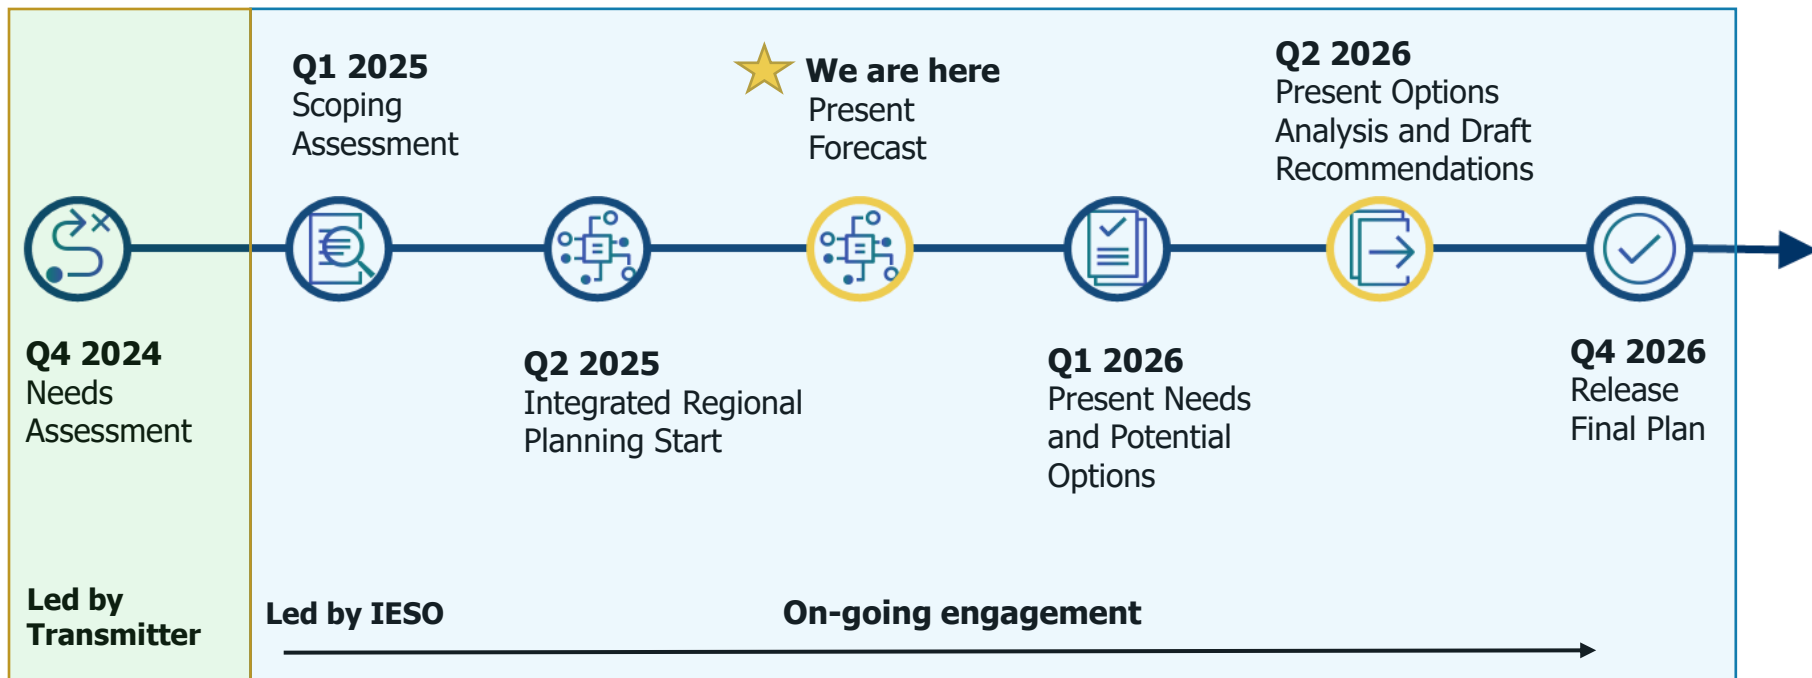 Q4 2024
Needs
Assessment
Q1 2025
Scoping
Assessment
Q2 2025
Integrated Regional
Planning Start
We are here
Present
Forecast
Q1 2026
Present Needs
and Potential
Options
Q2 2026
Present Options
Analysis and Draft
Recommendations
Q4 2026
Release
Final Plan
Led by
Transmitter
Led by IESO
On-going engagement